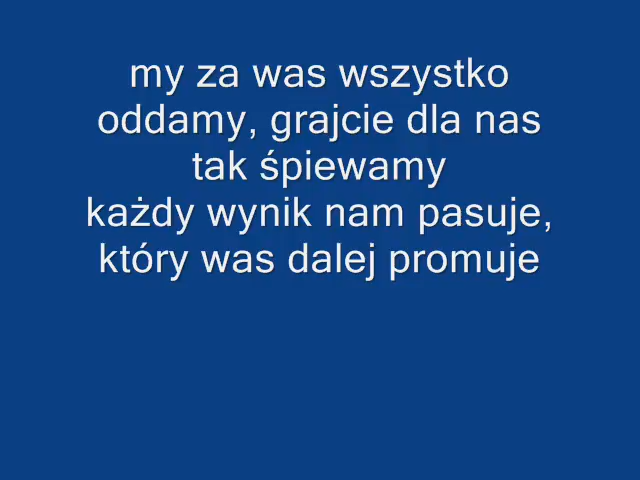 my za was wszystko
oddamy, grajcie dla nas
tak śpiewamy
każdy wynik nam pasuje,
który was dalej promuje